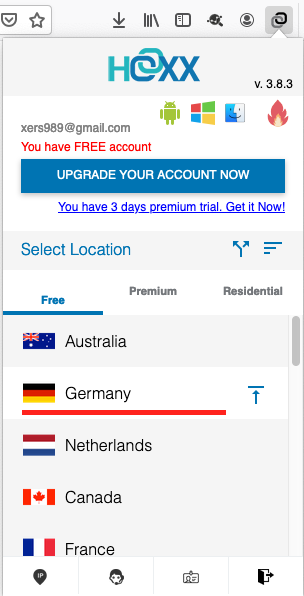 HOXX
v. 3.8.3
xers989@gmail.com
You have FREE account
UPGRADE YOUR ACCOUNT NOW
You have 3 days premium trial. Get it Now!
Select Location
Free
Premium
Residential
Australia
Germany
Netherlands
Canada
France
IP